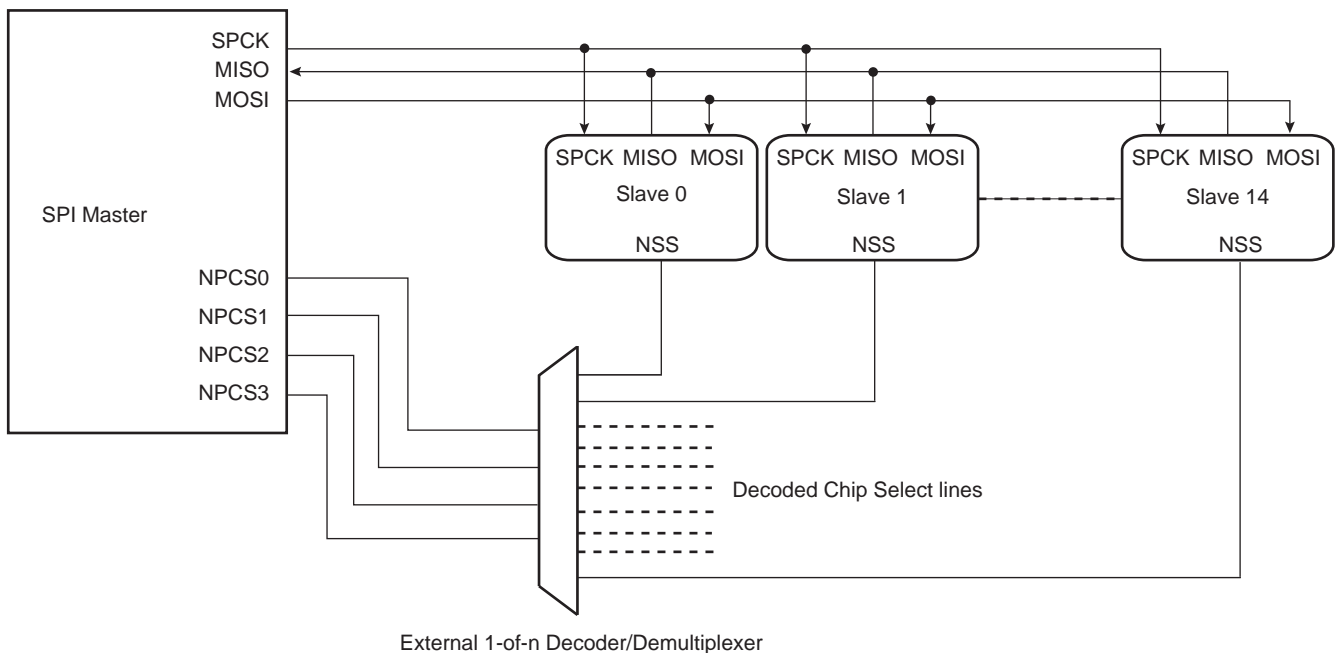 SPCK
MISO
MOSI
SPI Master
NPCS0
NPCS1
NPCS2
NPCS3
SPCK MISO MOSI
Slave 0
NSS
SPCK MISO MOSI
Slave 1
NSS
SPCK MISO MOSI
Slave 14
NSS
Decoded Chip Select lines
External 1-of-n Decoder/Demultiplexer